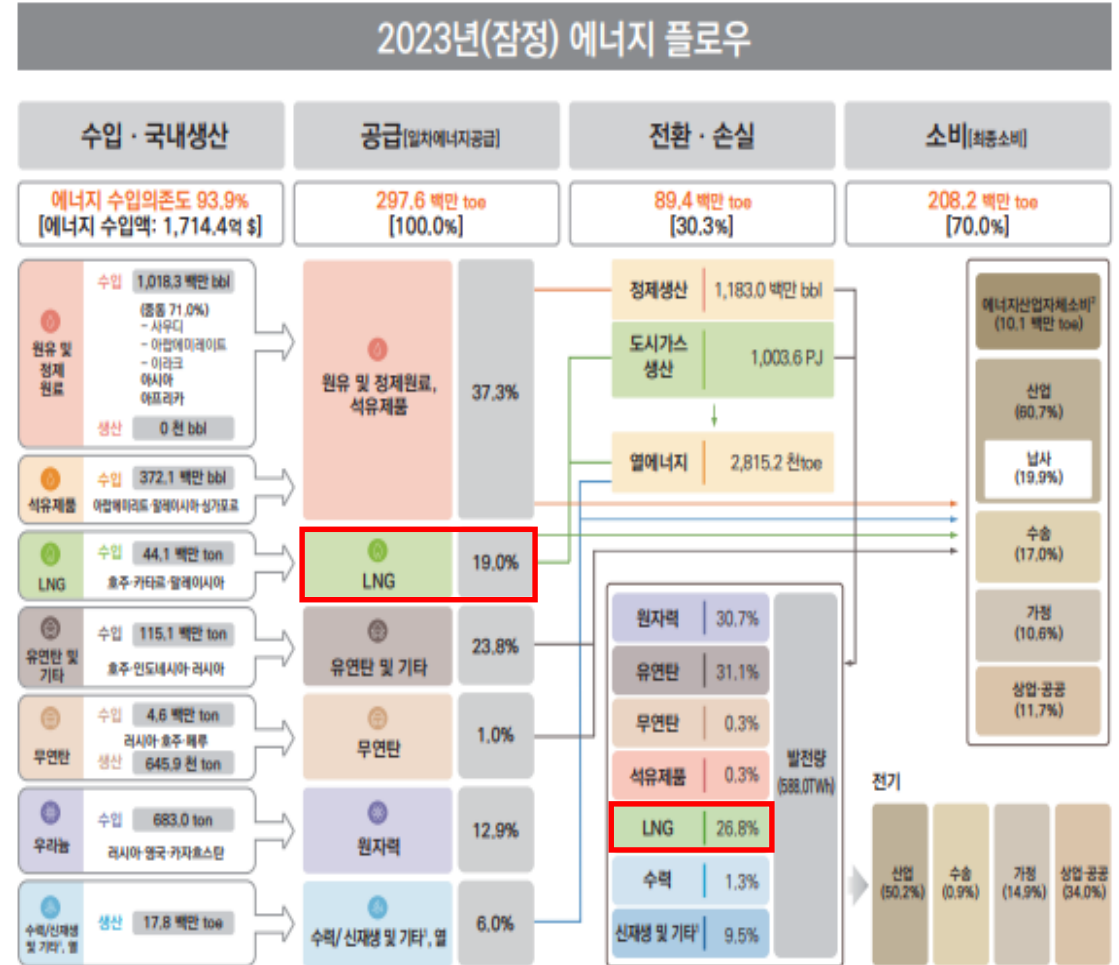 2023년(잠정) 에너지 플로우
수입 · 국내생산
공급[일차에너지공급]
전환 · 손실
소비[최종소비]
에너지 수입의존도 93.9%
[에너지 수입액: 1,714.4억 $]
297.6 백만 toe
[100.0%]
89.4 백만 toe
[30.3%]
208.2 백만 toe
[70.0%]
원유 및
정제
원료
수입 1,018.3 백만 bbl
(중동 71.0%)
- 사우디
- 아랍에미레이트
- 이라크
아시아
아프리카
생산 0 천 bbl
석유제품
수입 372.1 백만 bbl
아랍에미리트·말레이시아·싱가포르
LNG
수입 44.1 백만 ton
호주·카타르·말레이시아
유연탄 및
기타
수입 115.1 백만 ton
호주·인도네시아·러시아
무연탄
수입 4.6 백만 ton
러시아·호주·페루
생산 645.9 천 ton
우라늄
수입 683.0 ton
러시아·영국·카자흐스탄
수력/신재생
및 기타¹, 열
생산 17.8 백만 toe
원유 및 정제원료,
석유제품
37.3%
LNG
19.0%
유연탄 및 기타
23.8%
무연탄
1.0%
원자력
12.9%
수력/ 신재생 및 기타¹, 열
6.0%
정제생산 1,183.0 백만 bbl
도시가스
생산
1,003.6 PJ
열에너지 2,815.2 천toe
원자력 30.7%
유연탄 31.1%
무연탄 0.3%
석유제품 0.3%
LNG 26.8%
수력 1.3%
신재생 및 기타¹ 9.5%
발전량
(588.0TWh)
에너지산업자체소비²
(10.1 백만 toe)
산업
(60.7%)
납사
(19.9%)
수송
(17.0%)
가정
(10.6%)
상업·공공
(11.7%)
전기
산업
(50.2%)
수송
(0.9%)
가정
(14.9%)
상업·공공
(34.0%)